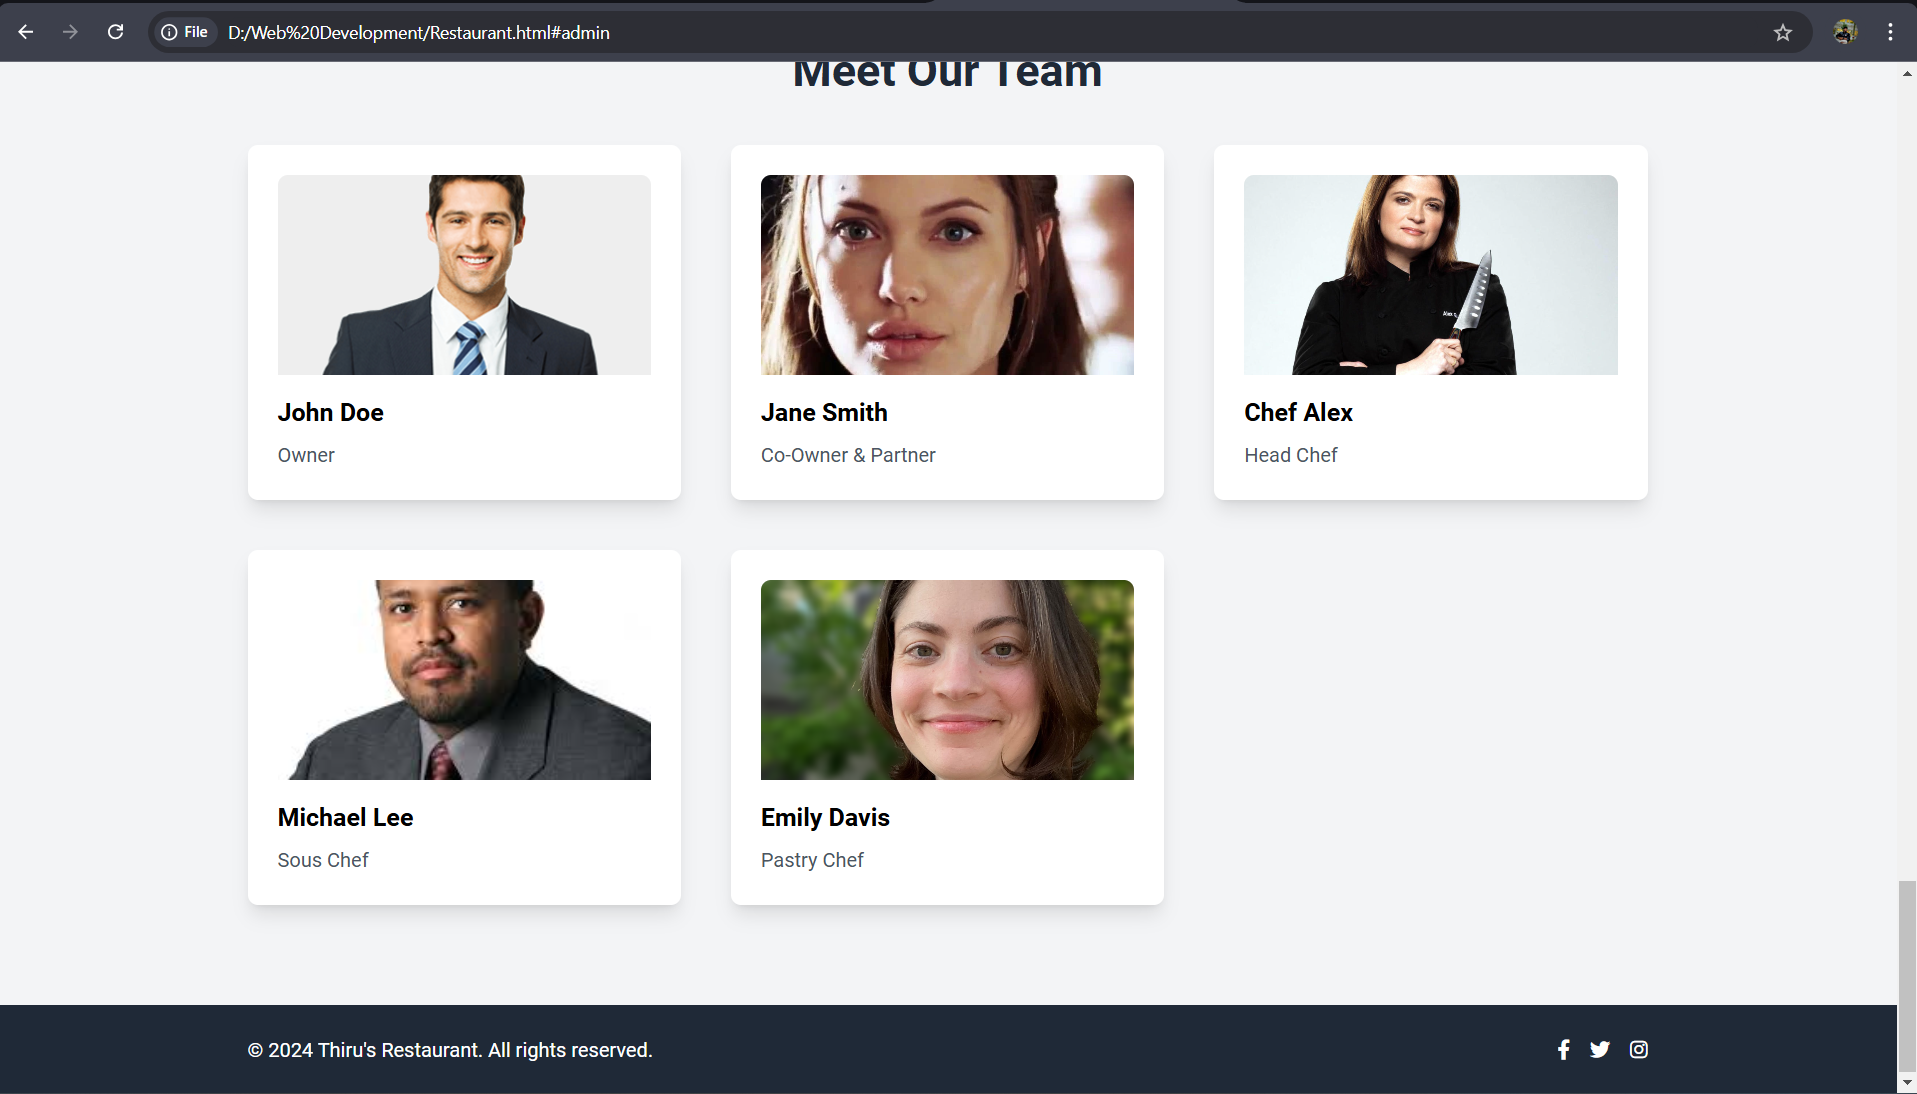 File D:/Web%20Development/Restaurant.html#admin
Meet Our Team
John Doe
Owner
Jane Smith
Co-Owner & Partner
Chef Alex
Head Chef
Michael Lee
Sous Chef
Emily Davis
Pastry Chef
© 2024 Thiru's Restaurant. All rights reserved.